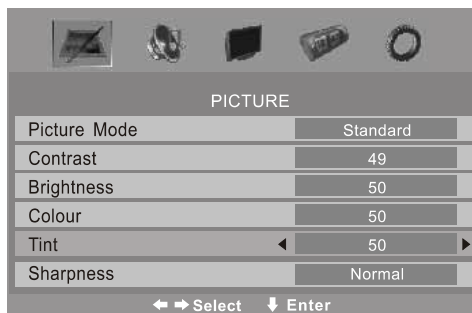 PICTURE
Picture Mode Standard
Contrast 49
Brightness 50
Colour 50
Tint 50
Sharpness Normal
Select Enter